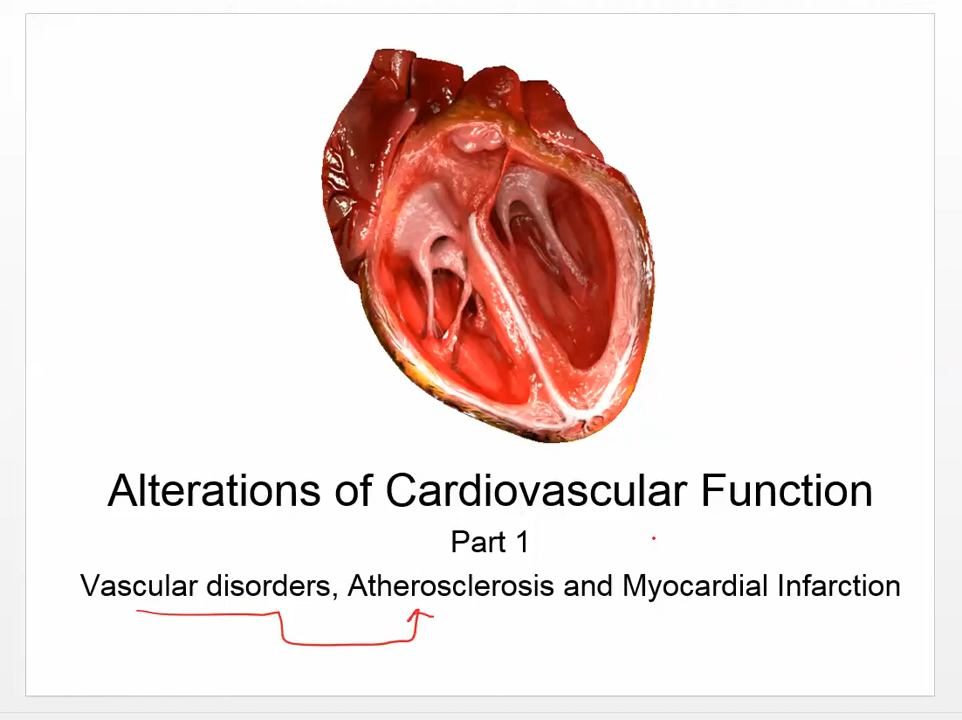 Alterations of Cardiovascular Function
Part 1
Vascular disorders, Atherosclerosis and Myocardial Infarction